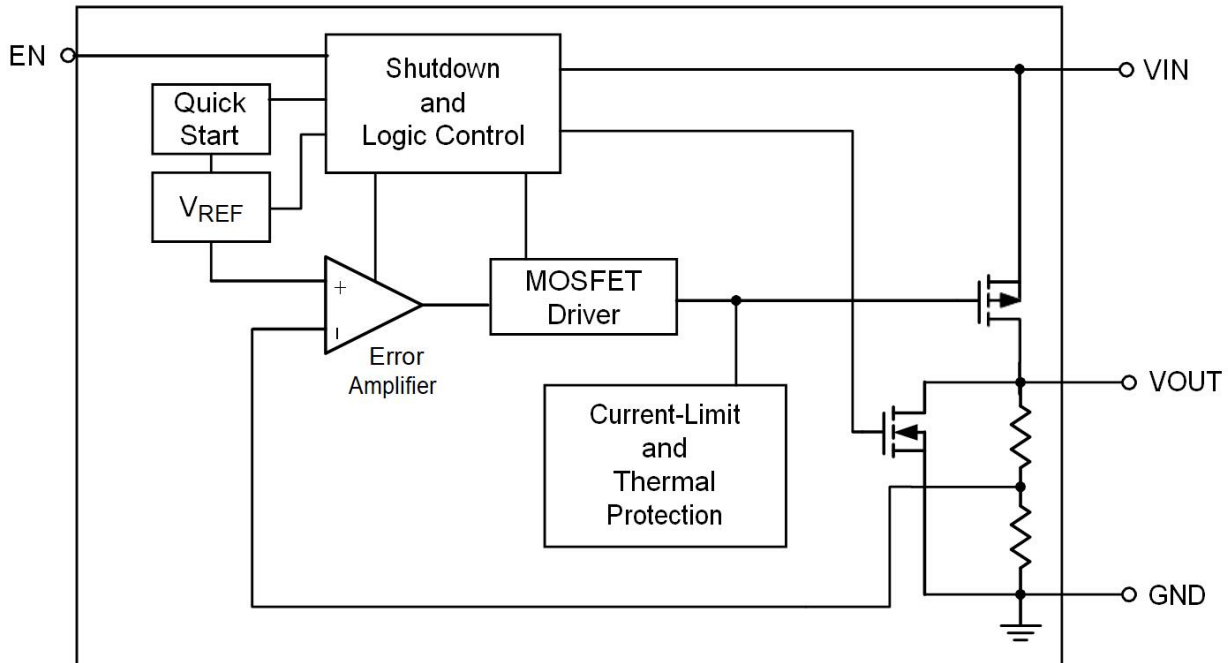 EN
Shutdown
and
Logic Control
VIN
Quick
Start
VREF
+
-
MOSFET
Driver
Error
Amplifier
VOUT
Current-Limit
and
Thermal
Protection
GND